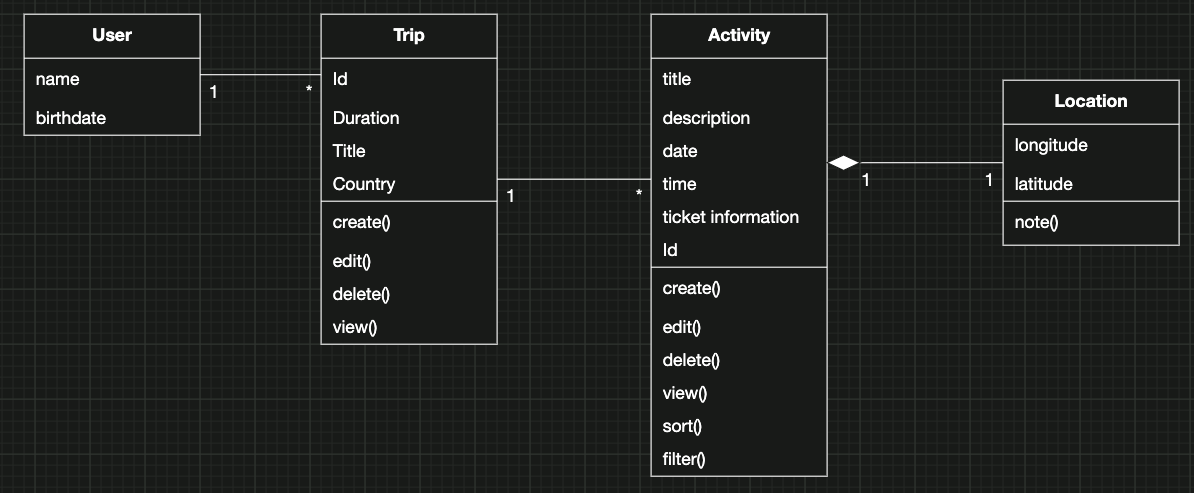 User
name
birthdate
1
*
Trip
Id
Duration
Title
Country
create()
edit()
delete()
view()
1
*
Activity
title
description
date
time
ticket information
Id
create()
edit()
delete()
view()
sort()
filter()
1
1
Location
longitude
latitude
note()